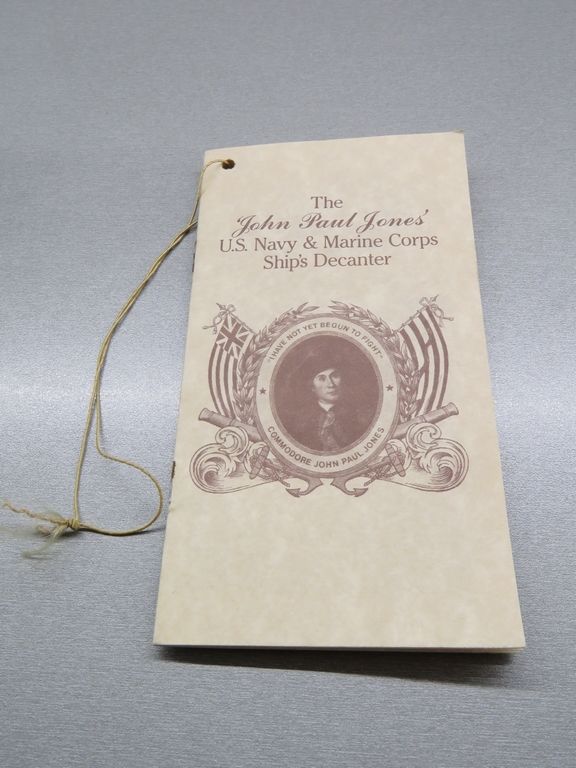 The
'John Paul Jones'
U.S. Navy & Marine Corps
Ship's Decanter
"I HAVE NOT YET BEGUN TO FIGHT"
COMMODORE JOHN PAUL JONES